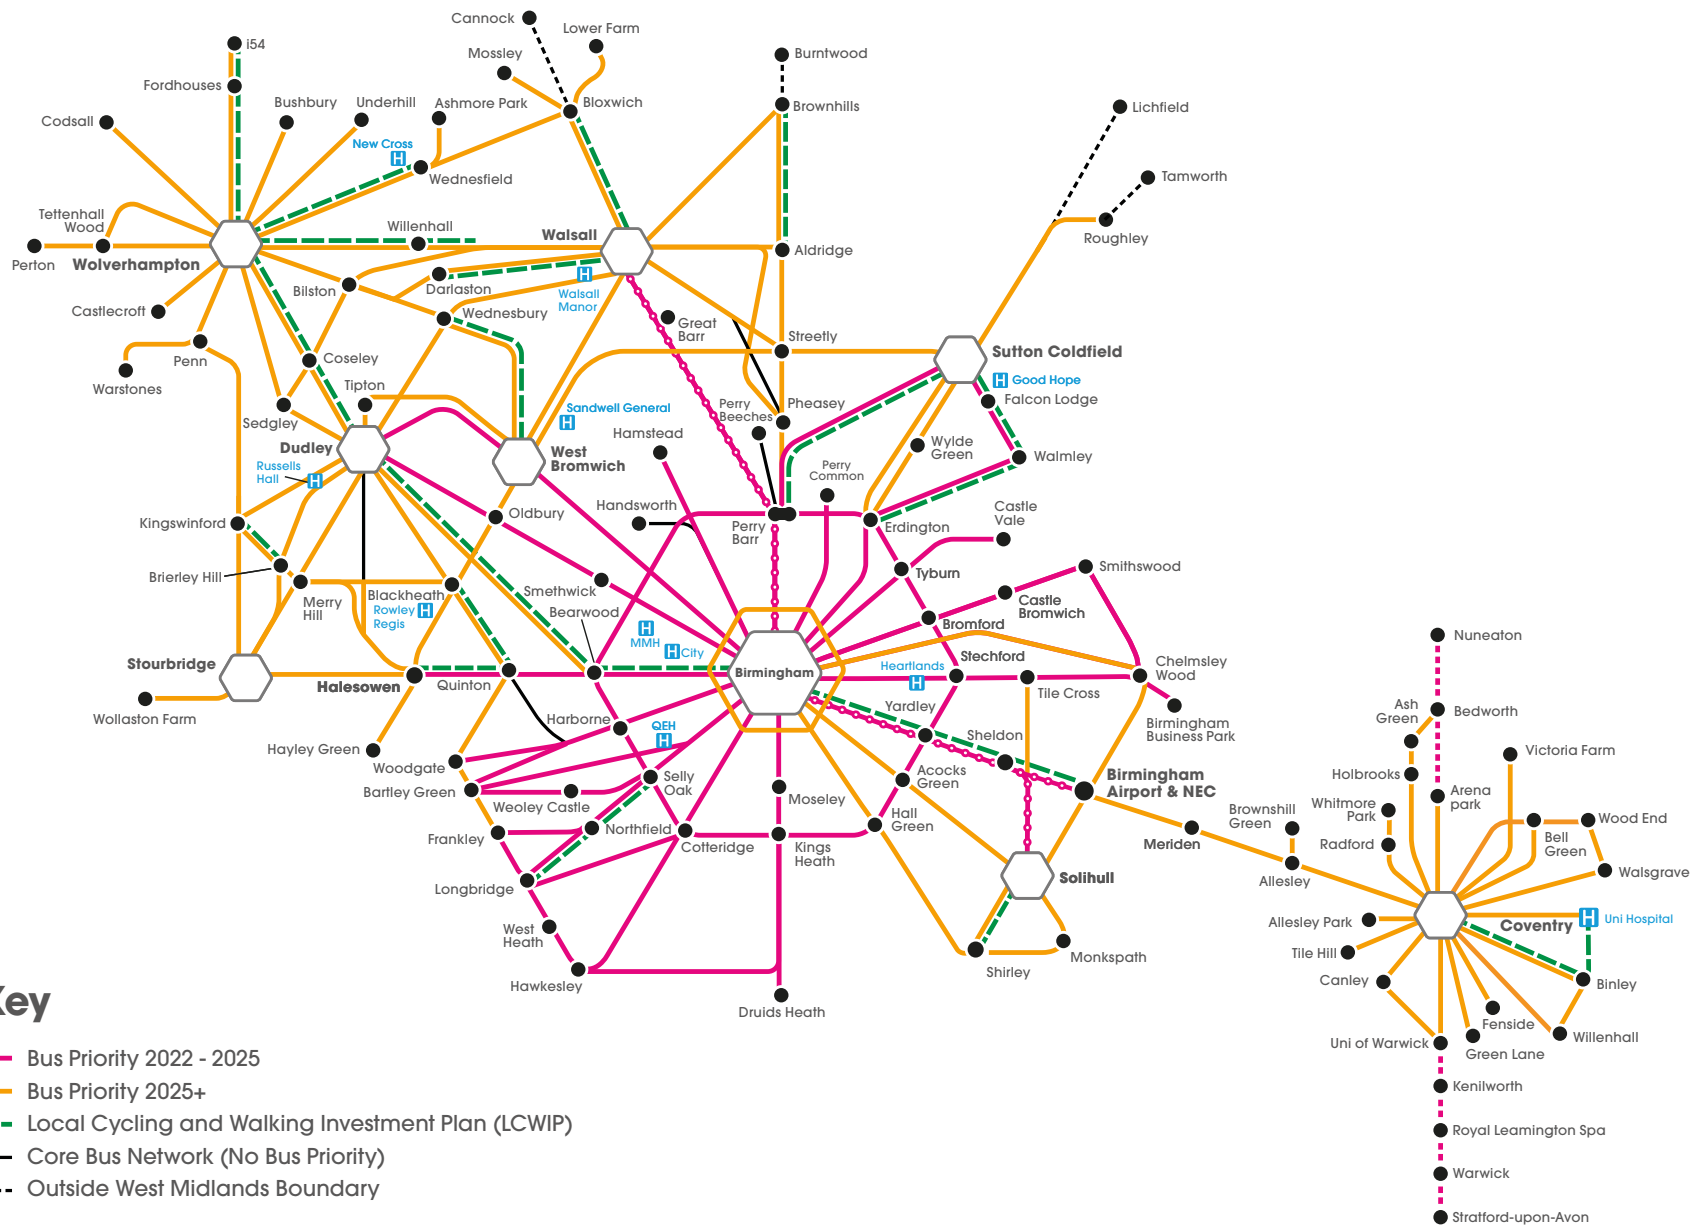 Cannock
Lower Farm
i54
Mossley
Burntwood
Fordhouses
Bushbury
Underhill
Ashmore Park
Bloxwich
Brownhills
Lichfield
Codsall
New Cross
H
Wednesfield
Tamworth
Tettenhall
Wood
Willenhall
Walsall
Roughley
Perton
Wolverhampton
Aldridge
Bilston
Darlaston
H
Walsall
Manor
Castlecroft
Wednesbury
Great
Barr
Streetly
Sutton Coldfield
Penn
Coseley
Warstones
Tipton
H Good Hope
Falcon Lodge
Sedgley
Sandwell General
H
Perry
Beeches
Pheasey
Dudley
Hamstead
Wylde
Green
Walmley
West
Bromwich
Russells
Hall
H
Perry
Common
Handsworth
Oldbury
Castle
Vale
Kingswinford
Perry
Barr
Erdington
Brierley Hill
Smethwick
Tyburn
Smithswood
Merry
Hill
Blackheath
Rowley
Regis
H
Bearwood
Castle
Bromwich
H
MMH
H City
Bromford
Nuneaton
Stourbridge
Halesowen
Quinton
Birmingham
Heartlands
H
Stechford
Chelmsley
Wood
Tile Cross
Wollaston Farm
Harborne
QEH
H
Yardley
Birmingham
Business Park
Ash
Green
Bedworth
Hayley Green
Sheldon
Victoria Farm
Woodgate
Selly
Oak
Acocks
Green
Birmingham
Airport & NEC
Holbrooks
Bartley Green
Weoley Castle
Moseley
Arena
park
Brownshill
Green
Whitmore
Park
Frankley
Northfield
Cotteridge
Kings
Heath
Hall
Green
Meriden
Radford
Bell
Green
Wood End
Longbridge
Solihull
Allesley
Walsgrave
West
Heath
Allesley Park
Coventry
H Uni Hospital
Hawkesley
Shirley
Monkspath
Tile Hill
Canley
Binley
Druids Heath
Fenside
Uni of Warwick
Green Lane
Willenhall
Kenilworth
Royal Leamington Spa
Warwick
Stratford-upon-Avon
Key
Bus Priority 2022 - 2025
Bus Priority 2025+
Local Cycling and Walking Investment Plan (LCWIP)
Core Bus Network (No Bus Priority)
Outside West Midlands Boundary